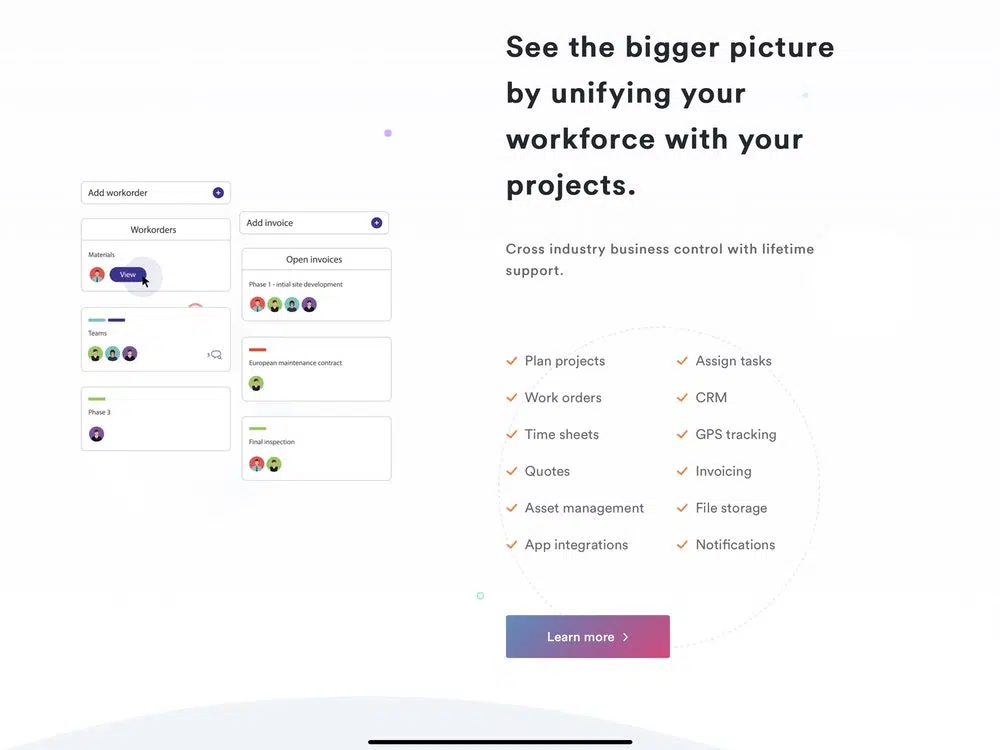 See the bigger picture
by unifying your
workforce with your
projects.
Cross industry business control with lifetime
support.
Add workorder
Workorders
Materials
View
Teams
3
Phase 3
Add invoice
Open invoices
Phase 1 - intial site development
European maintenance contract
Final inspection
Plan projects
Assign tasks
Work orders
CRM
Time sheets
GPS tracking
Quotes
Invoicing
Asset management
File storage
App integrations
Notifications
Learn more